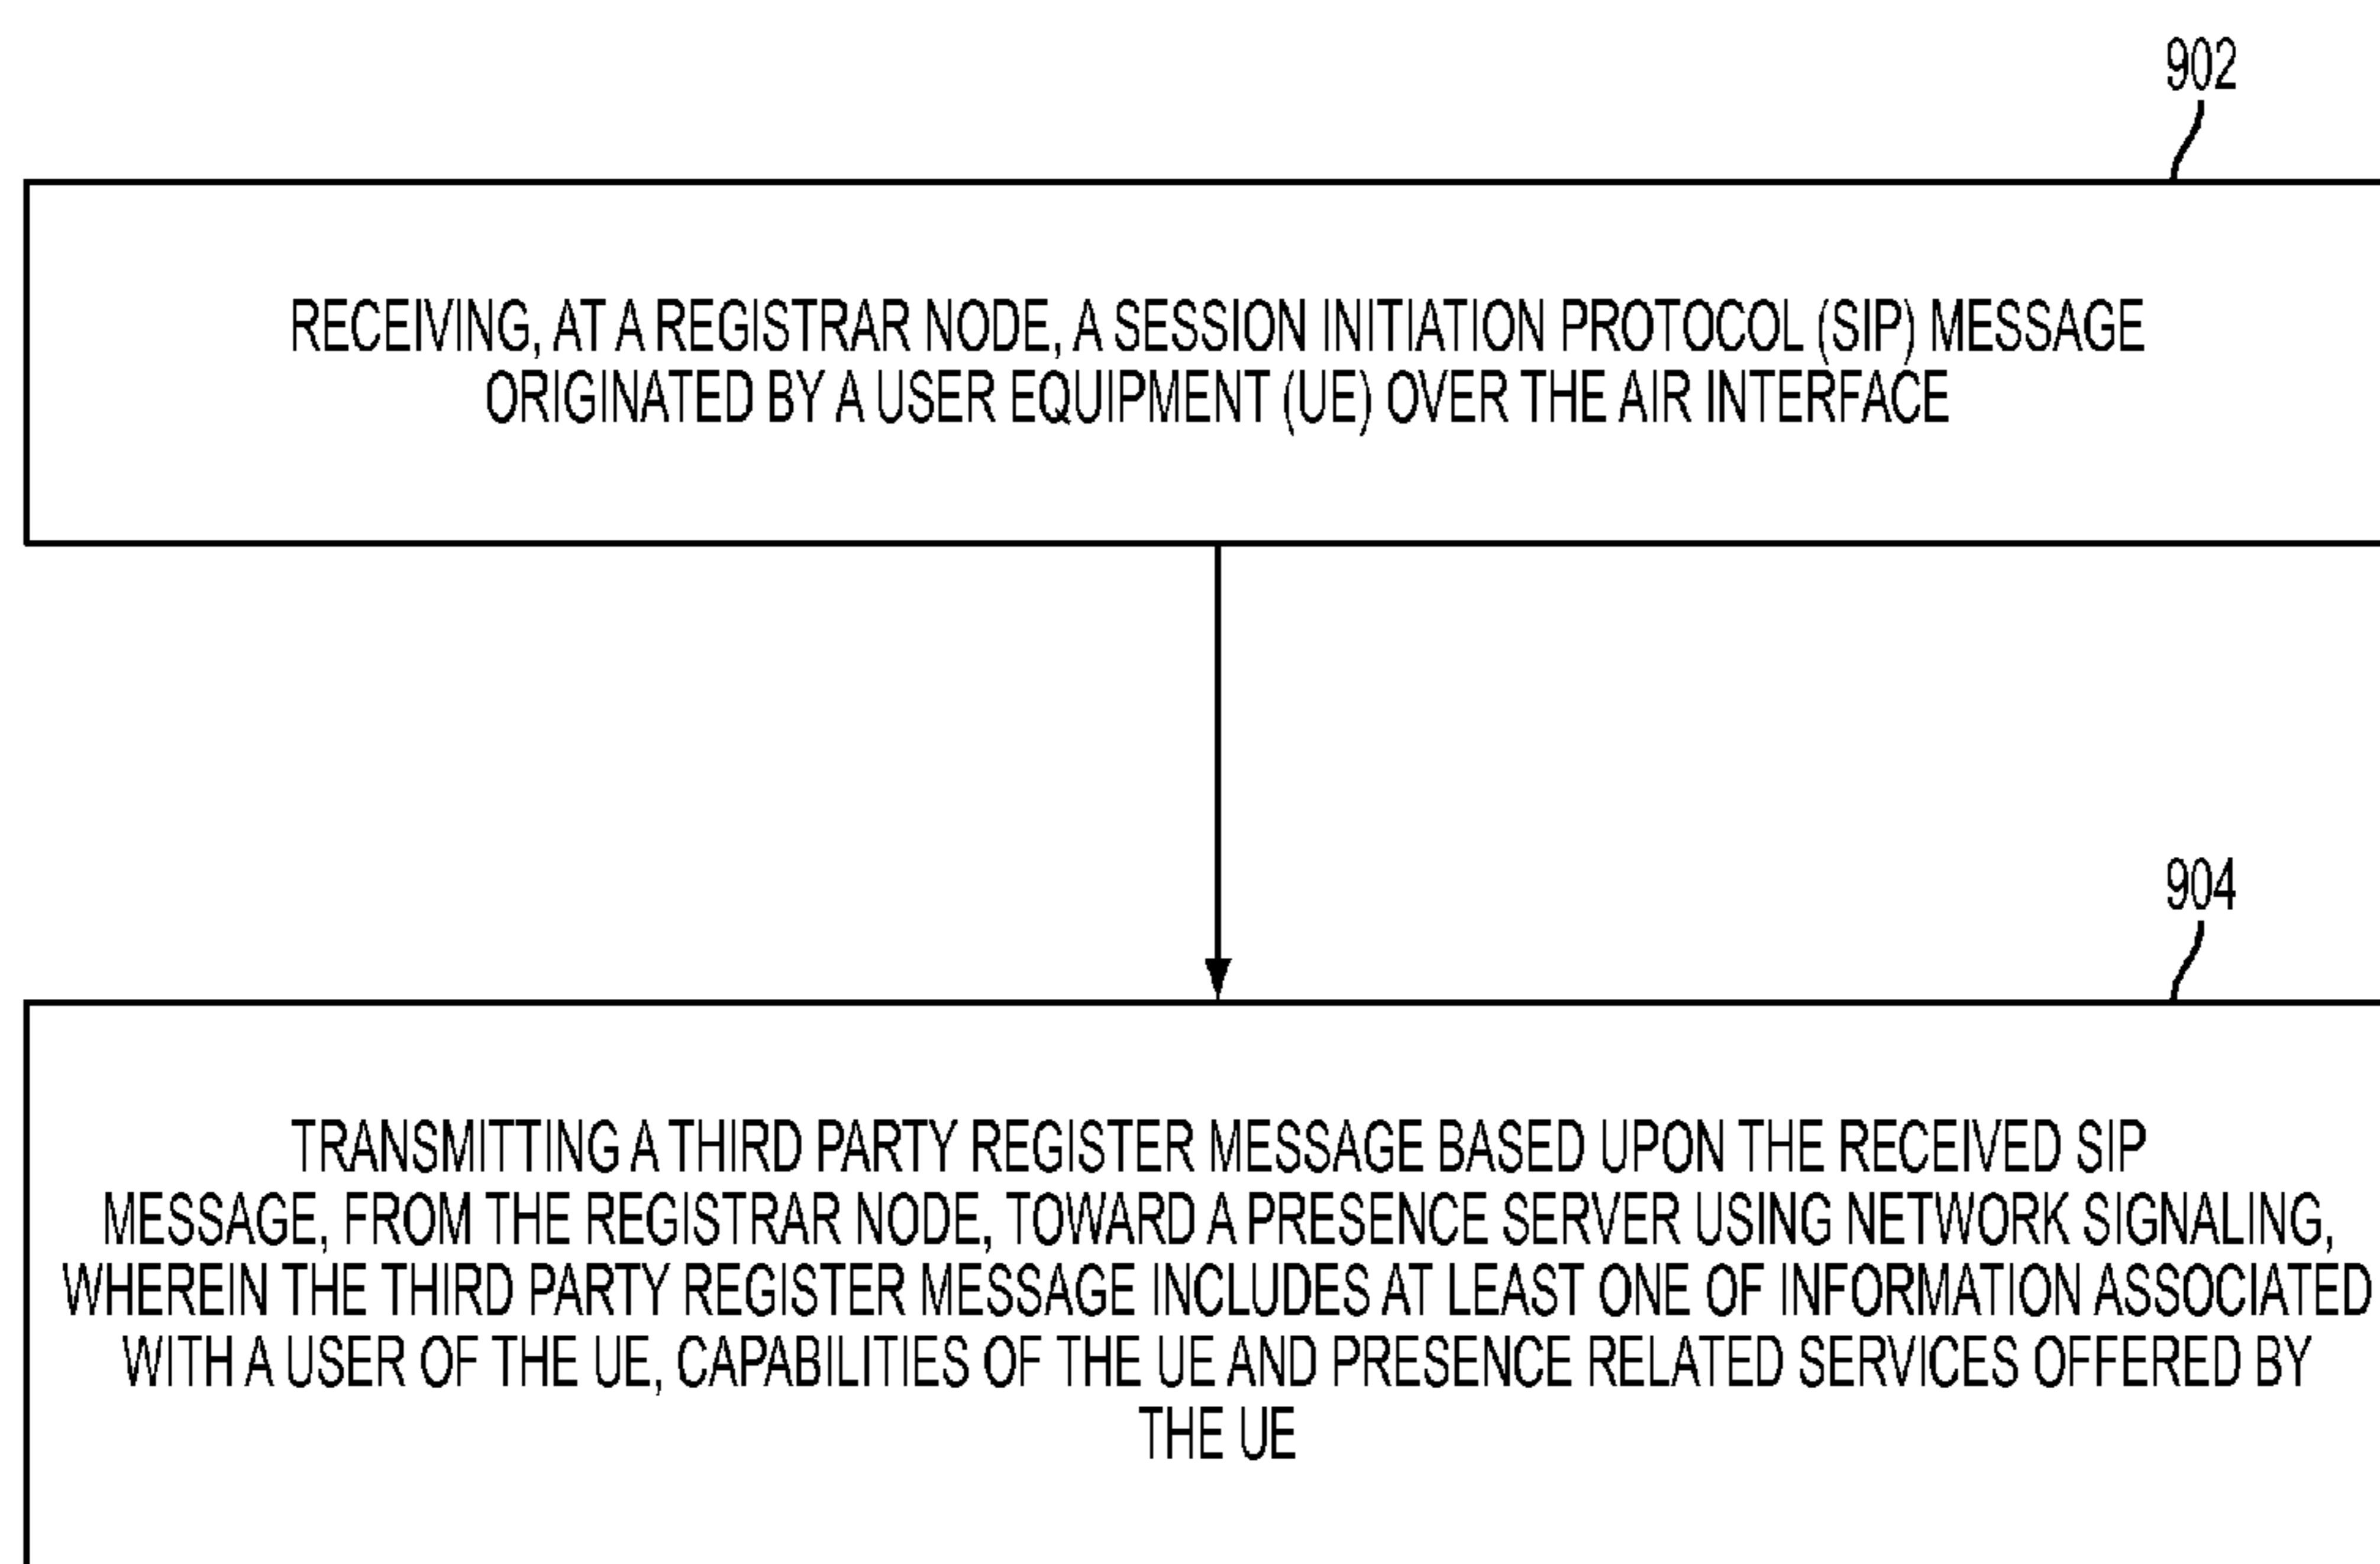 902
RECEIVING, AT A REGISTRAR NODE, A SESSION INITIATION PROTOCOL (SIP) MESSAGE
ORIGINATED BY A USER EQUIPMENT (UE) OVER THE AIR INTERFACE
904
TRANSMITTING A THIRD PARTY REGISTER MESSAGE BASED UPON THE RECEIVED SIP
MESSAGE, FROM THE REGISTRAR NODE, TOWARD A PRESENCE SERVER USING NETWORK SIGNALING,
WHEREIN THE THIRD PARTY REGISTER MESSAGE INCLUDES AT LEAST ONE OF INFORMATION ASSOCIATED
WITH A USER OF THE UE, CAPABILITIES OF THE UE AND PRESENCE RELATED SERVICES OFFERED BY
THE UE